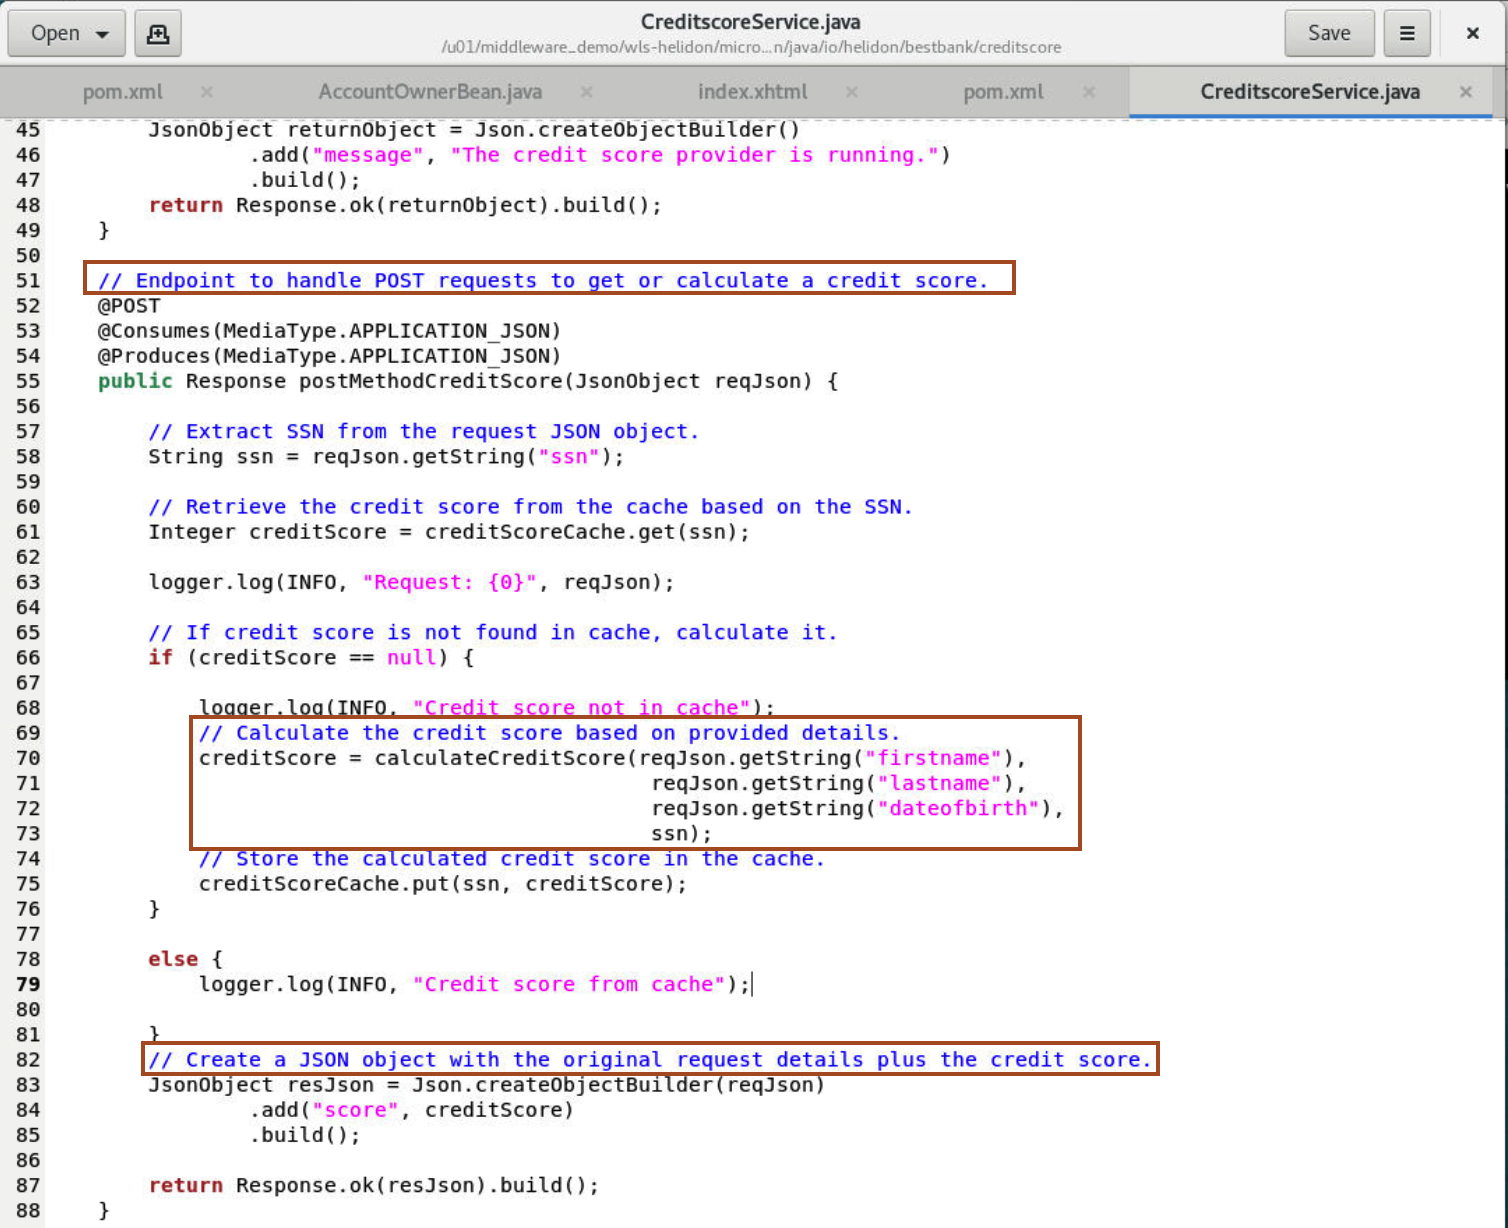 Open
CreditscoreService.java
/u01/middleware_demo/wls-helidon/micro…n/java/io/helidon/bestbank/creditscore
Save
pom.xml
AccountOwnerBean.java
index.xhtml
pom.xml
CreditscoreService.java
45         JsonObject returnObject = Json.createObjectBuilder()
46                 .add("message", "The credit score provider is running.")
47                 .build();
48         return Response.ok(returnObject).build();
49     }
50
51     // Endpoint to handle POST requests to get or calculate a credit score.
52     @POST
53     @Consumes(MediaType.APPLICATION_JSON)
54     @Produces(MediaType.APPLICATION_JSON)
55     public Response postMethodCreditScore(JsonObject reqJson) {
56
57         // Extract SSN from the request JSON object.
58         String ssn = reqJson.getString("ssn");
59
60         // Retrieve the credit score from the cache based on the SSN.
61         Integer creditScore = creditScoreCache.get(ssn);
62
63         logger.log(INFO, "Request: {0}", reqJson);
64
65         // If credit score is not found in cache, calculate it.
66         if (creditScore == null) {
67
68             logger.log(INFO, "Credit score not in cache");
69             // Calculate the credit score based on provided details.
70             creditScore = calculateCreditScore(reqJson.getString("firstname"),
71                                                 reqJson.getString("lastname"),
72                                                 reqJson.getString("dateofbirth"),
73                                                 ssn);
74             // Store the calculated credit score in the cache.
75             creditScoreCache.put(ssn, creditScore);
76         }
77
78         else {
79             logger.log(INFO, "Credit score from cache");
80
81         }
82         // Create a JSON object with the original request details plus the credit score.
83         JsonObject resJson = Json.createObjectBuilder(reqJson)
84                 .add("score", creditScore)
85                 .build();
86
87         return Response.ok(resJson).build();
88     }